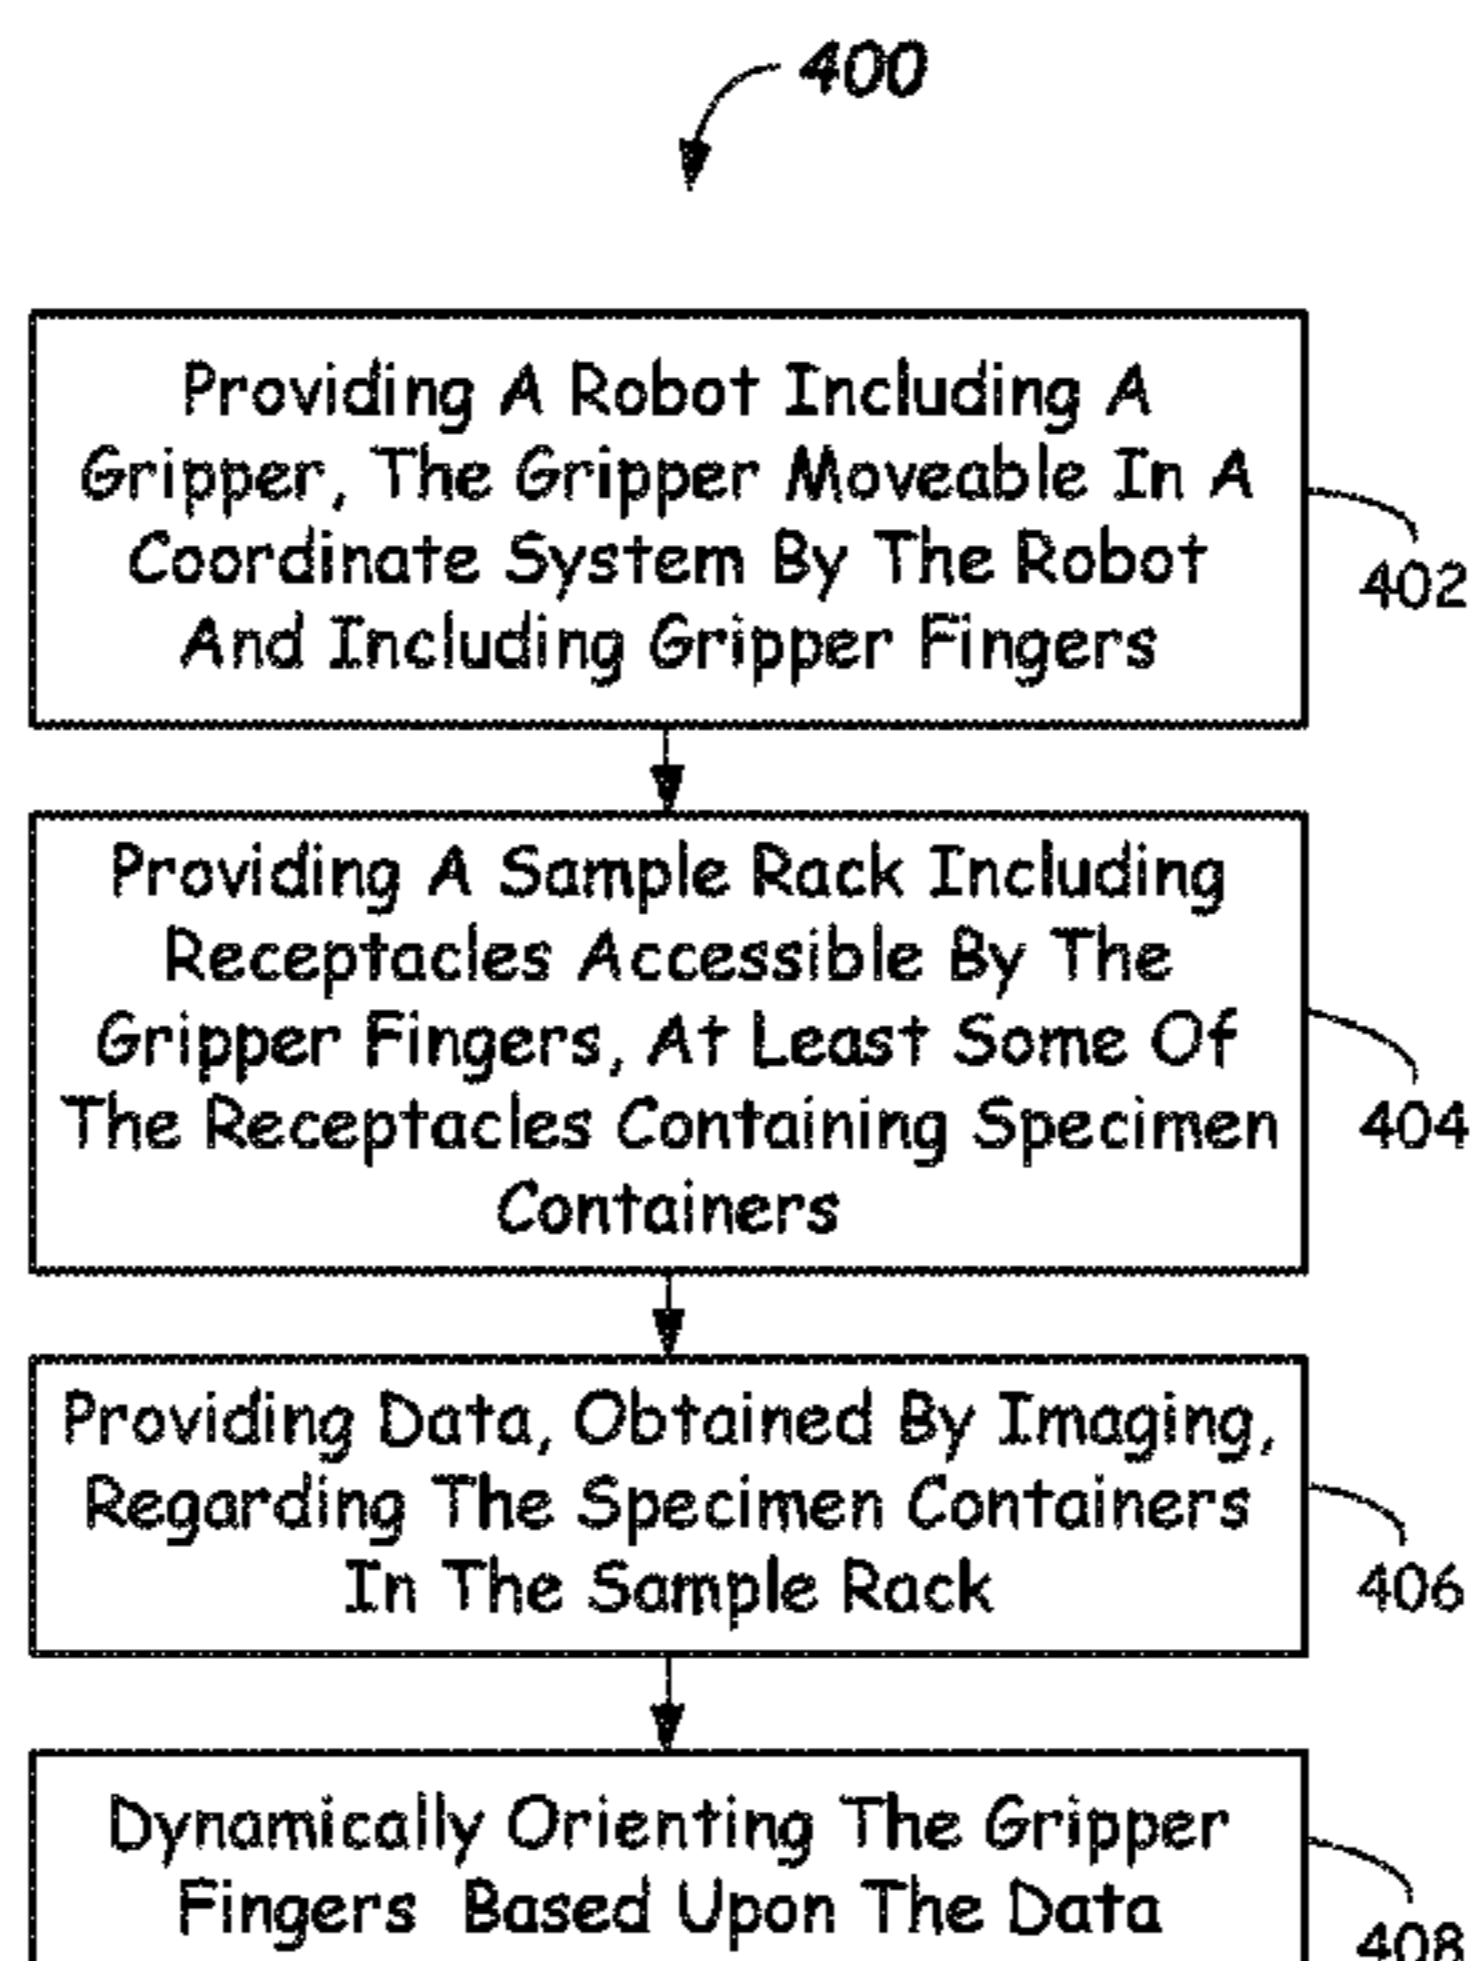 400
Providing A Robot Including A
Gripper, The Gripper Moveable In A
Coordinate System By The Robot
And Including Gripper Fingers
402
Providing A Sample Rack Including
Receptacles Accessible By The
Gripper Fingers, At Least Some Of
The Receptacles Containing Specimen
Containers
404
Providing Data, Obtained By Imaging,
Regarding The Specimen Containers
In The Sample Rack
406
Dynamically Orienting The Gripper
Fingers Based Upon The Data
408